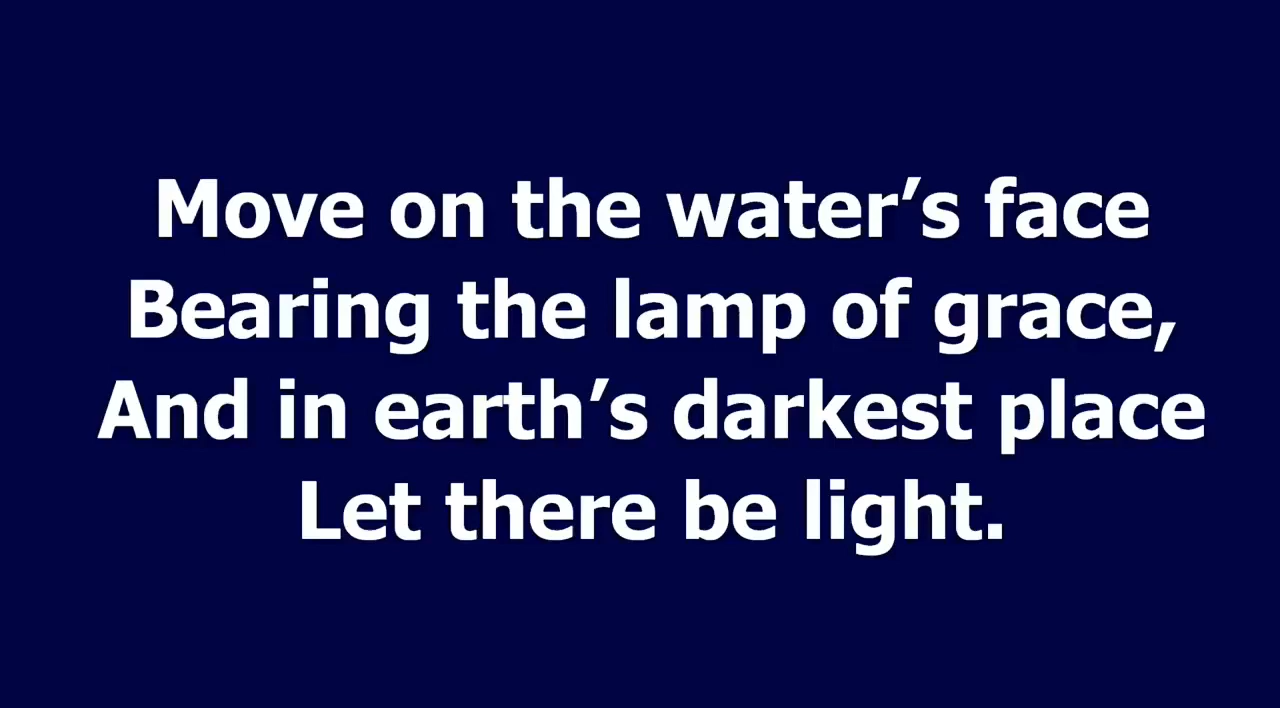 Move on the water’s face
Bearing the lamp of grace,
And in earth’s darkest place
Let there be light.